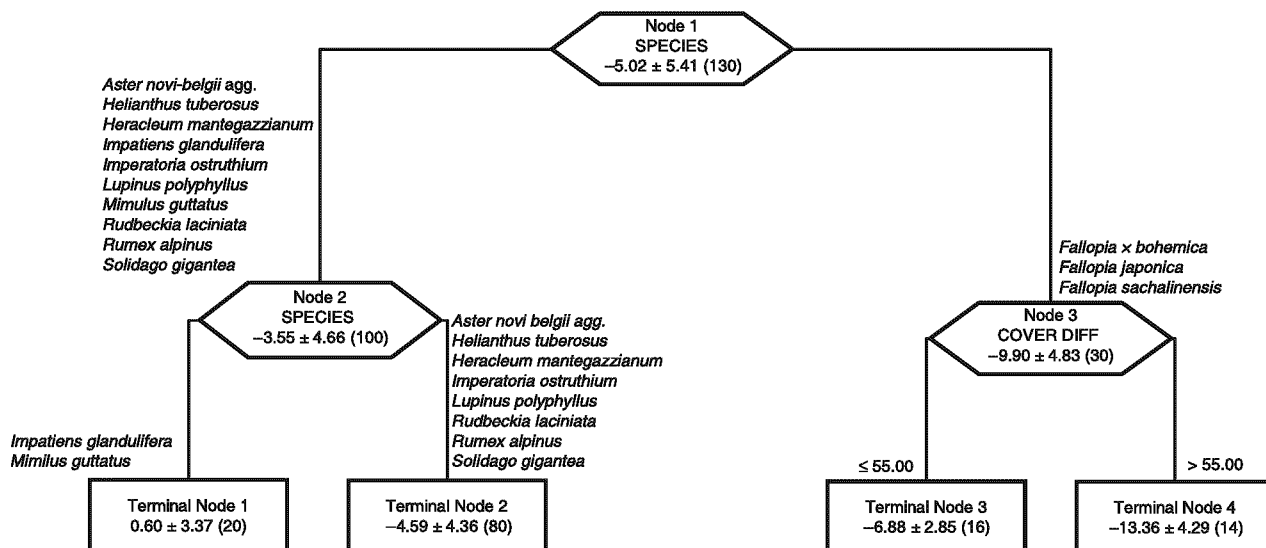 Node 1
SPECIES
−5.02 ± 5.41 (130)
Aster novi-belgii agg.
Helianthus tuberosus
Heracleum mantegazzianum
Impatiens glandulifera
Imperatoria ostruthium
Lupinus polyphyllus
Mimulus guttatus
Rudbeckia laciniata
Rumex alpinus
Solidago gigantea
Fallopia × bohemica
Fallopia japonica
Fallopia sachalinensis
Node 2
SPECIES
−3.55 ± 4.66 (100)
Node 3
COVER DIFF
−9.90 ± 4.83 (30)
Impatiens glandulifera
Mimilus guttatus
Aster novi belgii agg.
Helianthus tuberosus
Heracleum mantegazzianum
Imperatoria ostruthium
Lupinus polyphyllus
Rudbeckia laciniata
Rumex alpinus
Solidago gigantea
≤ 55.00
> 55.00
Terminal Node 1
0.60 ± 3.37 (20)
Terminal Node 2
−4.59 ± 4.36 (80)
Terminal Node 3
−6.88 ± 2.85 (16)
Terminal Node 4
−13.36 ± 4.29 (14)